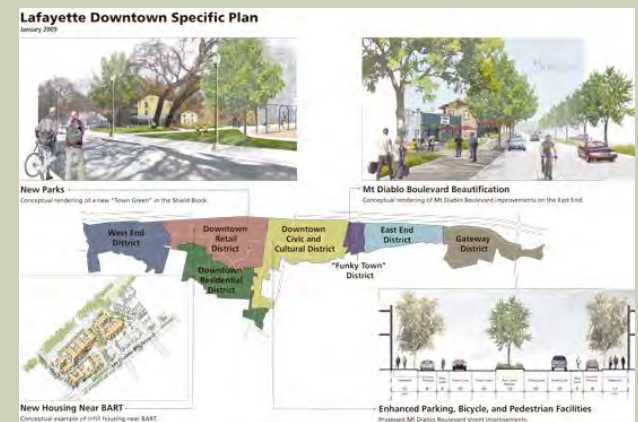 Lafayette Downtown Specific Plan
January 2009
New Parks
Conceptual rendering of a new "Town Green" in the Shield Block.
Mt Diablo Boulevard Beautification
Conceptual rendering of Mt Diablo Boulevard improvements on the East End.
West End
District
Downtown
Retail
District
Downtown
Civic and
Cultural District
East End
District
Gateway
District
"Funky Town"
District
Downtown
Residential
District
New Housing Near BART
Conceptual example of infill housing near BART.
Enhanced Parking, Bicycle, and Pedestrian Facilities
Proposed Mt Diablo Boulevard street improvements.